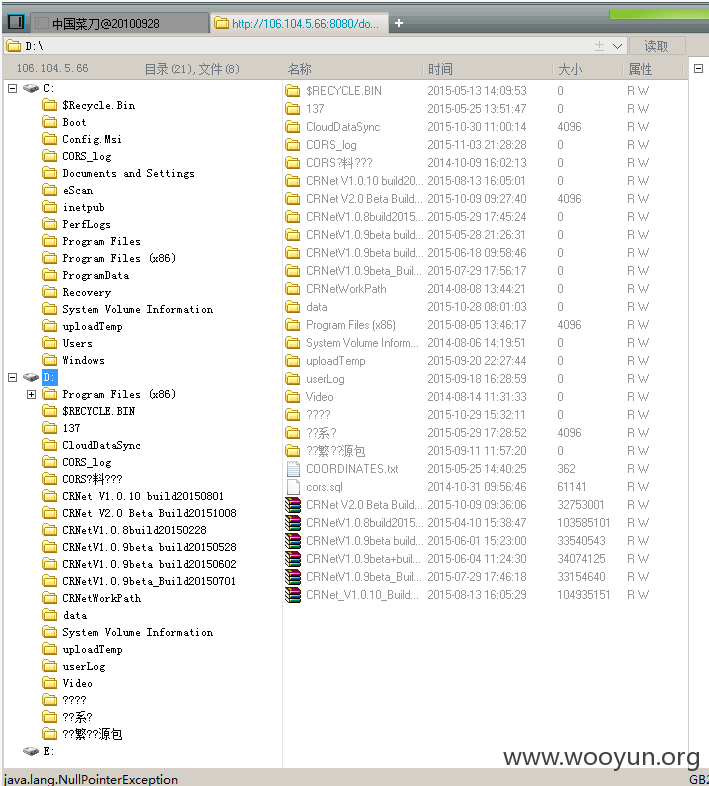 中国菜刀@20100928 http://106.104.5.66:8080/do... +
D:\ 读取
106.104.5.66 目录(21),文件(8) 名称 时间 大小 属性
C:
$Recycle.Bin
Boot
Config.Msi
CORS_log
Documents and Settings
eScan
inetpub
PerfLogs
Program Files
Program Files (x86)
ProgramData
Recovery
System Volume Information
uploadTemp
Users
Windows
D:
Program Files (x86)
$RECYCLE.BIN
137
CloudDataSync
CORS_log
CORS?料???
CRNet V1.0.10 build20150801
CRNet V2.0 Beta Build20151008
CRNetV1.0.8build20150228
CRNetV1.0.9beta build20150528
CRNetV1.0.9beta build20150602
CRNetV1.0.9beta_Build20150701
CRNetWorkPath
data
System Volume Information
uploadTemp
userLog
Video
????
??系?
??繁??源包
E:
$RECYCLE.BIN 2015-05-13 14:09:53 0 R W
137 2015-05-25 13:51:47 0 R W
CloudDataSync 2015-10-30 11:00:14 4096 R W
CORS_log 2015-11-03 21:28:28 0 R W
CORS?料??? 2014-10-09 16:02:13 0 R W
CRNet V1.0.10 build20... 2015-08-13 16:05:01 0 R W
CRNet V2.0 Beta Build... 2015-10-09 09:27:40 4096 R W
CRNetV1.0.8build2015... 2015-05-29 17:45:24 0 R W
CRNetV1.0.9beta build... 2015-05-28 21:26:31 0 R W
CRNetV1.0.9beta build... 2015-06-18 09:58:46 0 R W
CRNetV1.0.9beta_Buil... 2015-07-29 17:56:17 0 R W
CRNetWorkPath 2014-08-08 13:44:21 0 R W
data 2015-10-28 08:01:03 0 R W
Program Files (x86) 2015-08-05 13:46:17 4096 R W
System Volume Inform... 2014-08-06 14:19:51 0 R W
uploadTemp 2015-09-20 22:27:44 0 R W
userLog 2015-09-18 16:28:59 0 R W
Video 2014-08-14 11:31:33 0 R W
???? 2015-10-29 15:32:11 0 R W
??系? 2015-05-29 17:28:52 4096 R W
??繁??源包 2015-09-11 11:57:20 0 R W
COORDINATES.txt 2015-05-25 14:40:25 362 R W
cors.sql 2014-10-31 09:56:46 61141 R W
CRNet V2.0 Beta Build... 2015-10-09 09:36:06 32753001 R W
CRNetV1.0.8build2015... 2015-04-10 15:38:47 103585101 R W
CRNetV1.0.9beta build... 2015-06-01 15:23:00 33540543 R W
CRNetV1.0.9beta+buil... 2015-06-04 11:24:30 34074125 R W
CRNetV1.0.9beta_Buil... 2015-07-29 17:46:18 33154640 R W
CRNet_V1.0.10_Build... 2015-08-13 16:05:29 104935151 R W
www.wooyun.org
java.lang.NullPointerException GB2